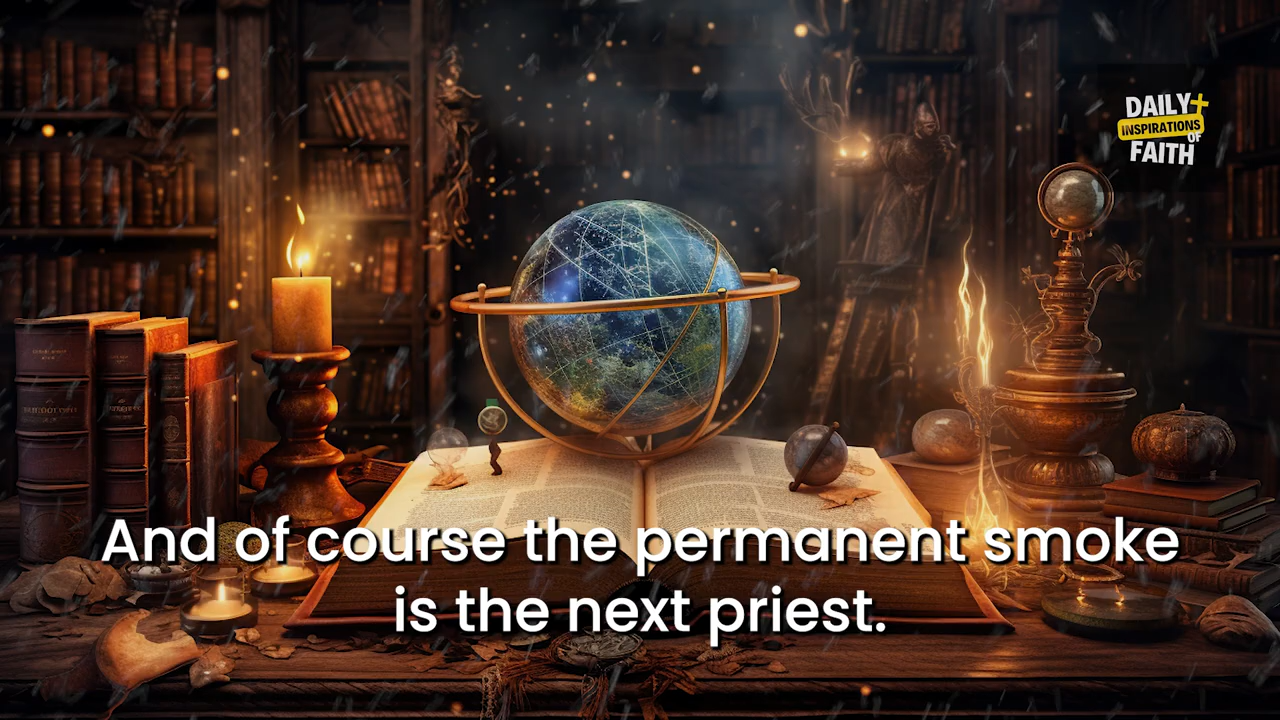 DAILY
INSPIRATIONS
OF
FAITH
And of course the permanent smoke
is the next priest.